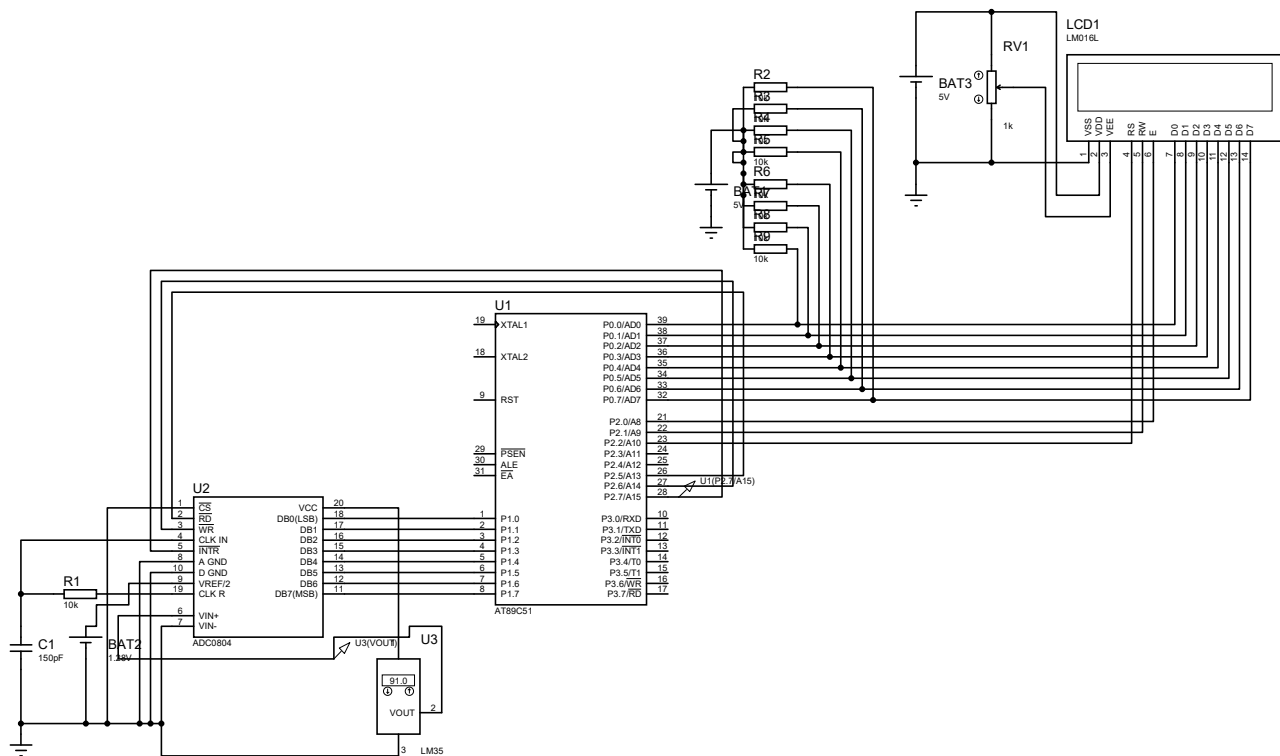 LCD1
LM016L
RV1
1k
BAT3
5V
VSS
VDD
VEE
RS
RW
E
D0
D1
D2
D3
D4
D5
D6
D7
1
2
3
4
5
6
7
8
9
10
11
12
13
14
R2
R3
R4
R5
10k
R6
R7
R8
R9
10k
BAT1
5V
U1
19 XTAL1
18 XTAL2
9 RST
29 PSEN
30 ALE
31 EA
1 P1.0
2 P1.1
3 P1.2
4 P1.3
5 P1.4
6 P1.5
7 P1.6
8 P1.7
P0.0/AD0 39
P0.1/AD1 38
P0.2/AD2 37
P0.3/AD3 36
P0.4/AD4 35
P0.5/AD5 34
P0.6/AD6 33
P0.7/AD7 32
P2.0/A8 21
P2.1/A9 22
P2.2/A10 23
P2.3/A11 24
P2.4/A12 25
P2.5/A13 26
P2.6/A14 27
P2.7/A15 28
U1(P2.7/A15)
P3.0/RXD 10
P3.1/TXD 11
P3.2/INT0 12
P3.3/INT1 13
P3.4/T0 14
P3.5/T1 15
P3.6/WR 16
P3.7/RD 17
AT89C51
U2
1 CS
2 RD
3 WR
4 CLK IN
5 INTR
8 A GND
10 D GND
9 VREF/2
19 CLK R
6 VIN+
7 VIN-
VCC 20
DB0(LSB) 18
DB1 17
DB2 16
DB3 15
DB4 14
DB5 13
DB6 12
DB7(MSB) 11
ADC0804
R1
10k
C1
150pF
BAT2
1.28V
U3(VOUT)
U3
91.0
VOUT 2
3
LM35